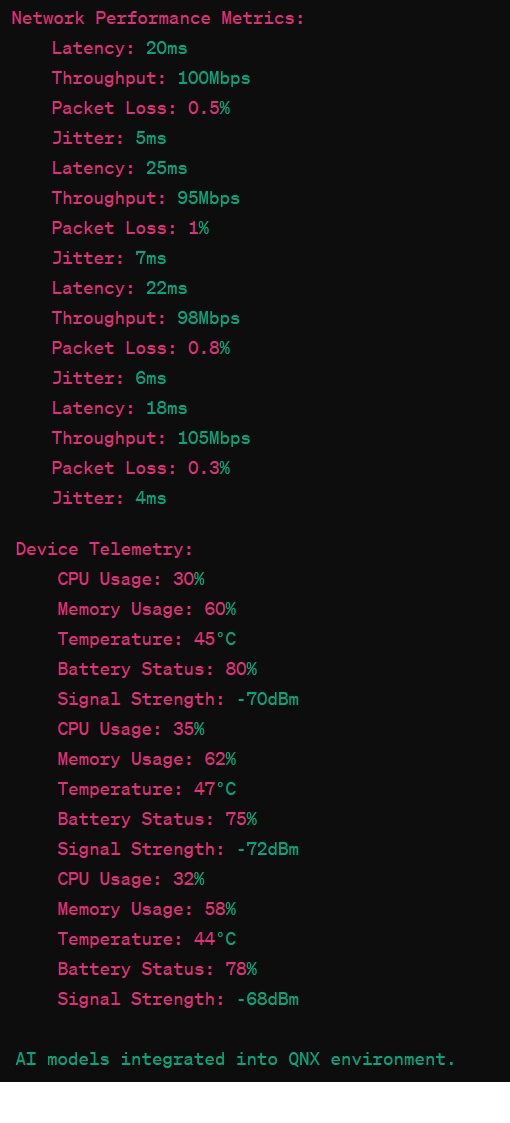 Network Performance Metrics:
Latency: 20ms
Throughput: 100Mbps
Packet Loss: 0.5%
Jitter: 5ms
Latency: 25ms
Throughput: 95Mbps
Packet Loss: 1%
Jitter: 7ms
Latency: 22ms
Throughput: 98Mbps
Packet Loss: 0.8%
Jitter: 6ms
Latency: 18ms
Throughput: 105Mbps
Packet Loss: 0.3%
Jitter: 4ms
Device Telemetry:
CPU Usage: 30%
Memory Usage: 60%
Temperature: 45°C
Battery Status: 80%
Signal Strength: -70dBm
CPU Usage: 35%
Memory Usage: 62%
Temperature: 47°C
Battery Status: 75%
Signal Strength: -72dBm
CPU Usage: 32%
Memory Usage: 58%
Temperature: 44°C
Battery Status: 78%
Signal Strength: -68dBm
AI models integrated into QNX environment.